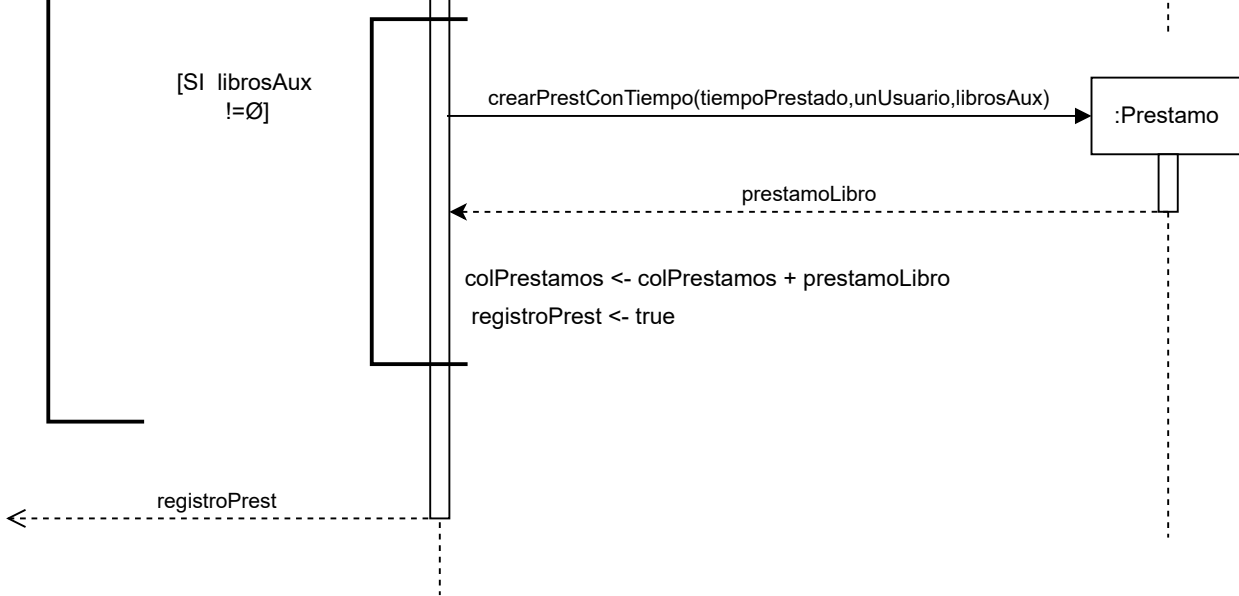 [SI librosAux
!=Ø]
crearPrestConTiempo(tiempoPrestado,unUsuario,librosAux)
:Prestamo
prestamoLibro
colPrestamos <- colPrestamos + prestamoLibro
registroPrest <- true
registroPrest